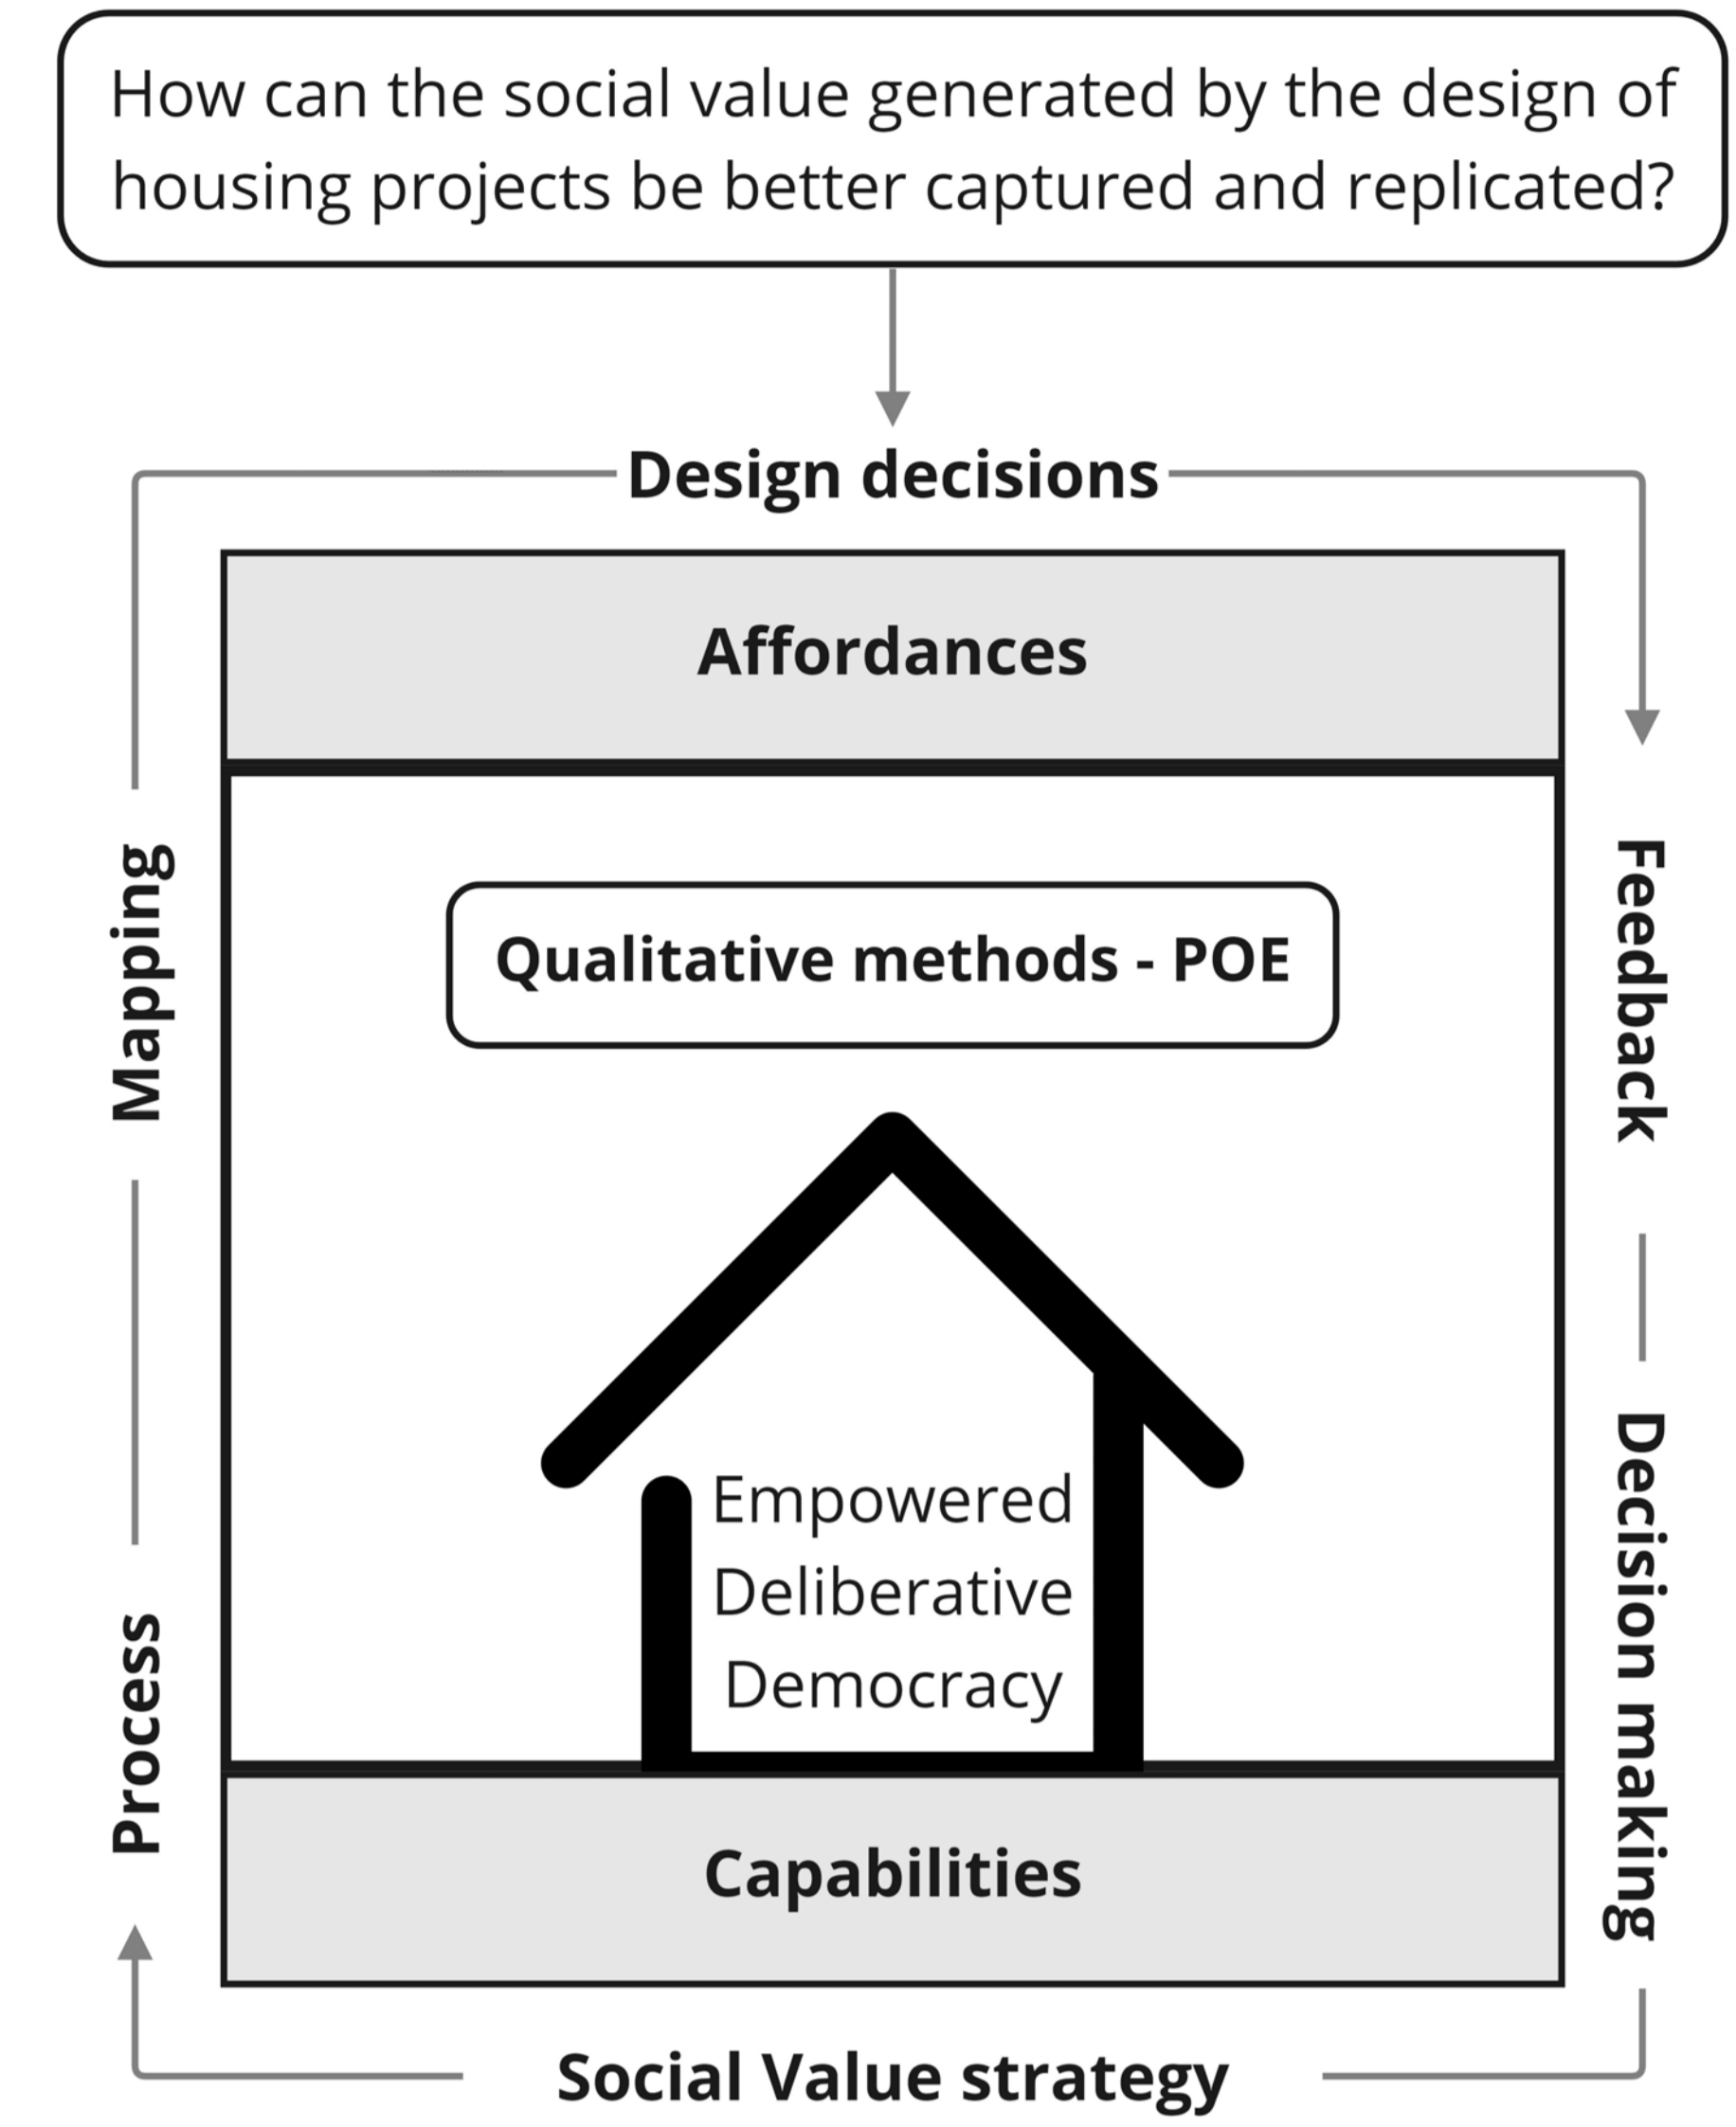 How can the social value generated by the design of
housing projects be better captured and replicated?
Design decisions
Affordances
Mapping
Feedback
Qualitative methods - POE
Empowered
Deliberative
Democracy
Process
Decision making
Capabilities
Social Value strategy